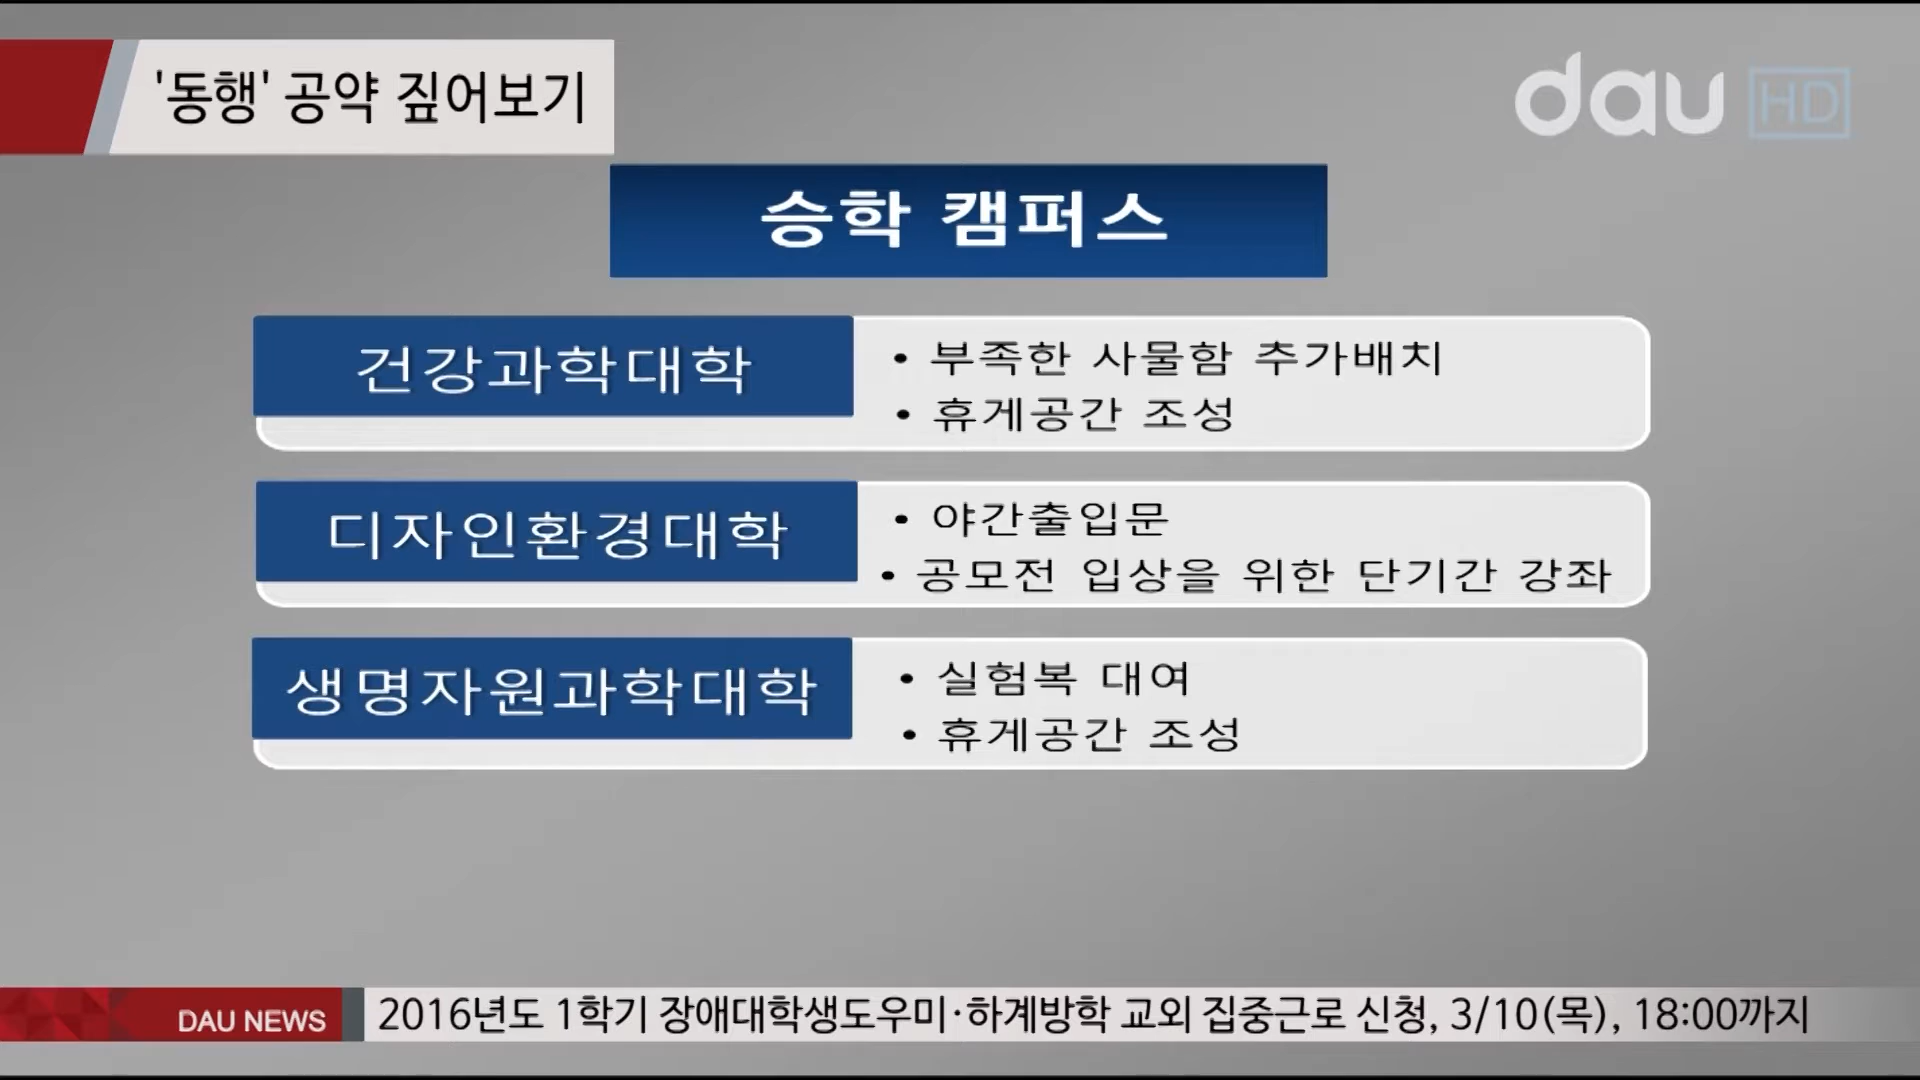 '동행' 공약 짚어보기
dau HD
승학 캠퍼스
건강과학대학
• 부족한 사물함 추가배치
• 휴게공간 조성
디자인환경대학
• 야간출입문
• 공모전 입상을 위한 단기간 강좌
생명자원과학대학
• 실험복 대여
• 휴게공간 조성
DAU NEWS
2016년도 1학기 장애대학생도우미·하계방학 교외 집중근로 신청, 3/10(목), 18:00까지